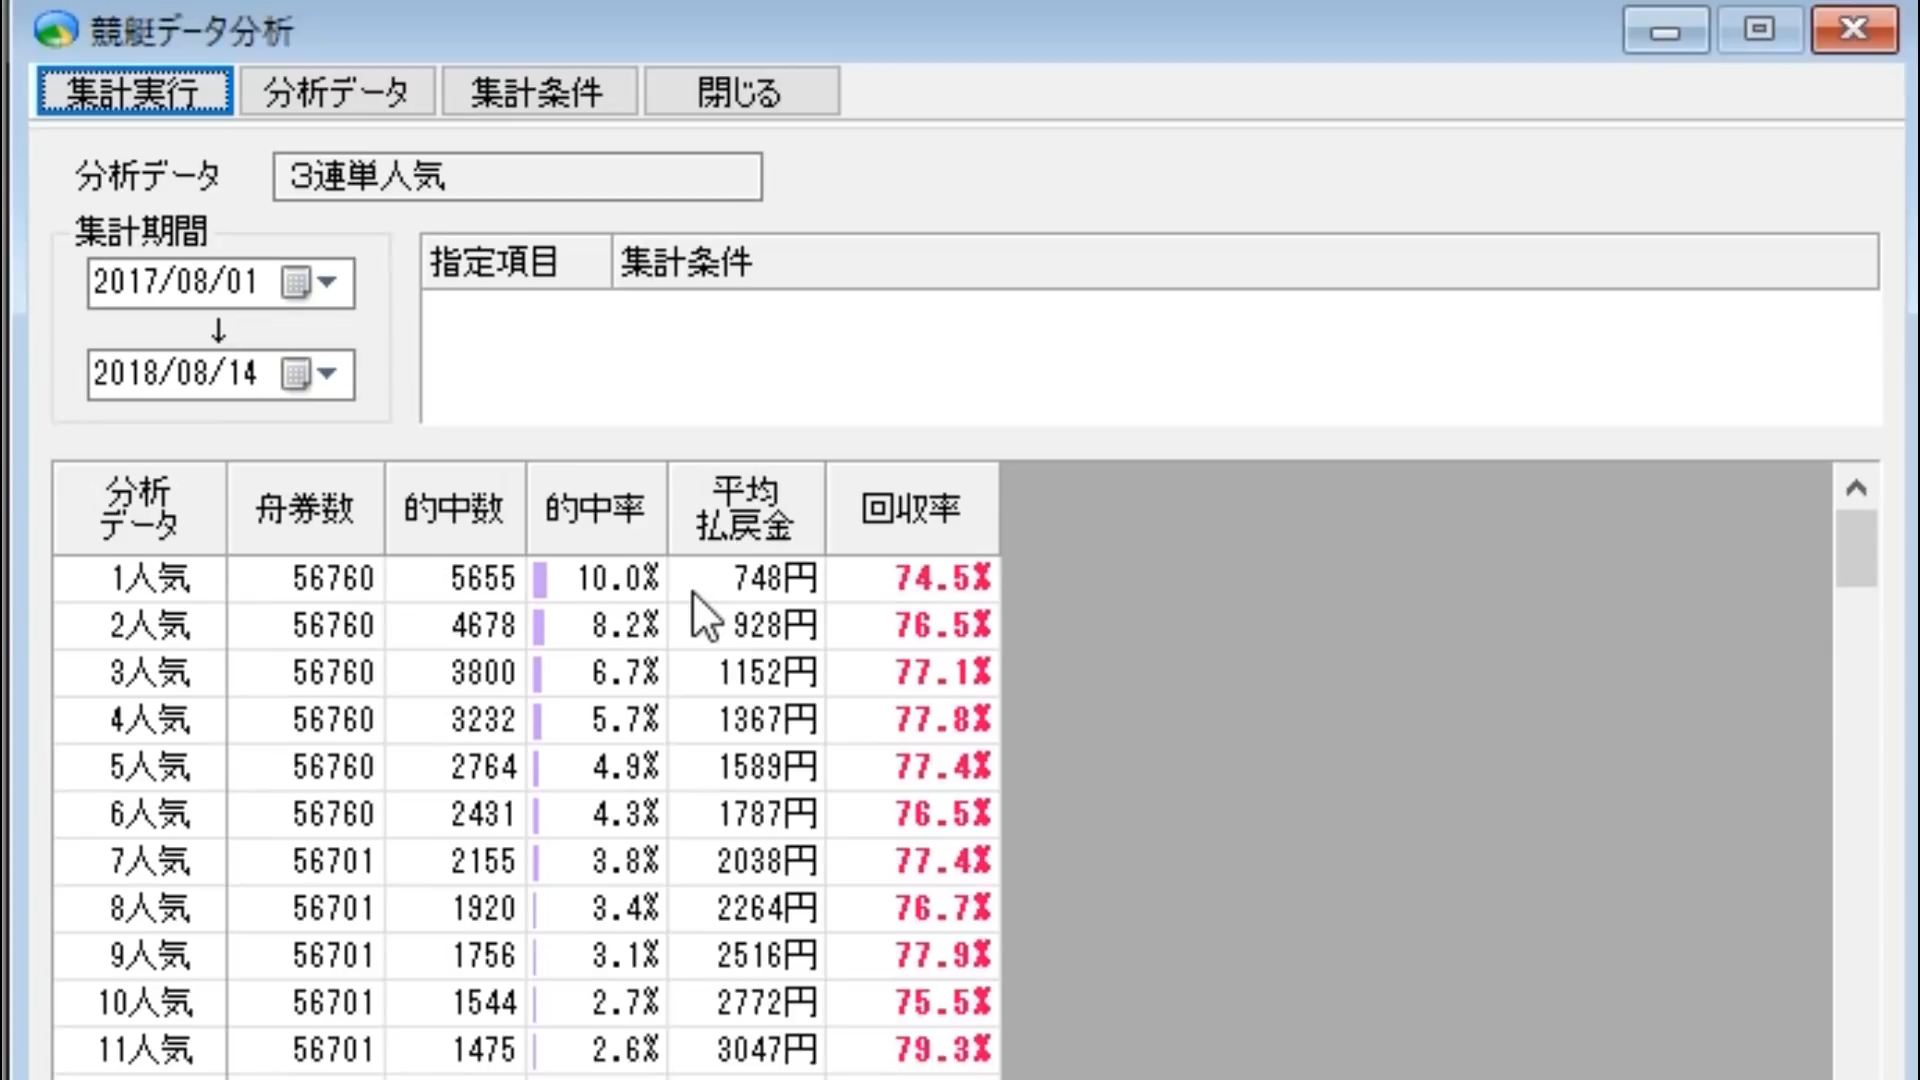 競艇データ分析
集計実行 分析データ 集計条件 閉じる
分析データ 3連単人気
集計期間
2017/08/01
↓
2018/08/14
指定項目 集計条件
分析データ 舟券数 的中数 的中率 平均払戻金 回収率
1人気 56760 5655 10.0% 748円 74.5%
2人気 56760 4678 8.2% 928円 76.5%
3人気 56760 3800 6.7% 1152円 77.1%
4人気 56760 3232 5.7% 1367円 77.8%
5人気 56760 2764 4.9% 1589円 77.4%
6人気 56760 2431 4.3% 1787円 76.5%
7人気 56701 2155 3.8% 2038円 77.4%
8人気 56701 1920 3.4% 2264円 76.7%
9人気 56701 1756 3.1% 2516円 77.9%
10人気 56701 1544 2.7% 2772円 75.5%
11人気 56701 1475 2.6% 3047円 79.3%